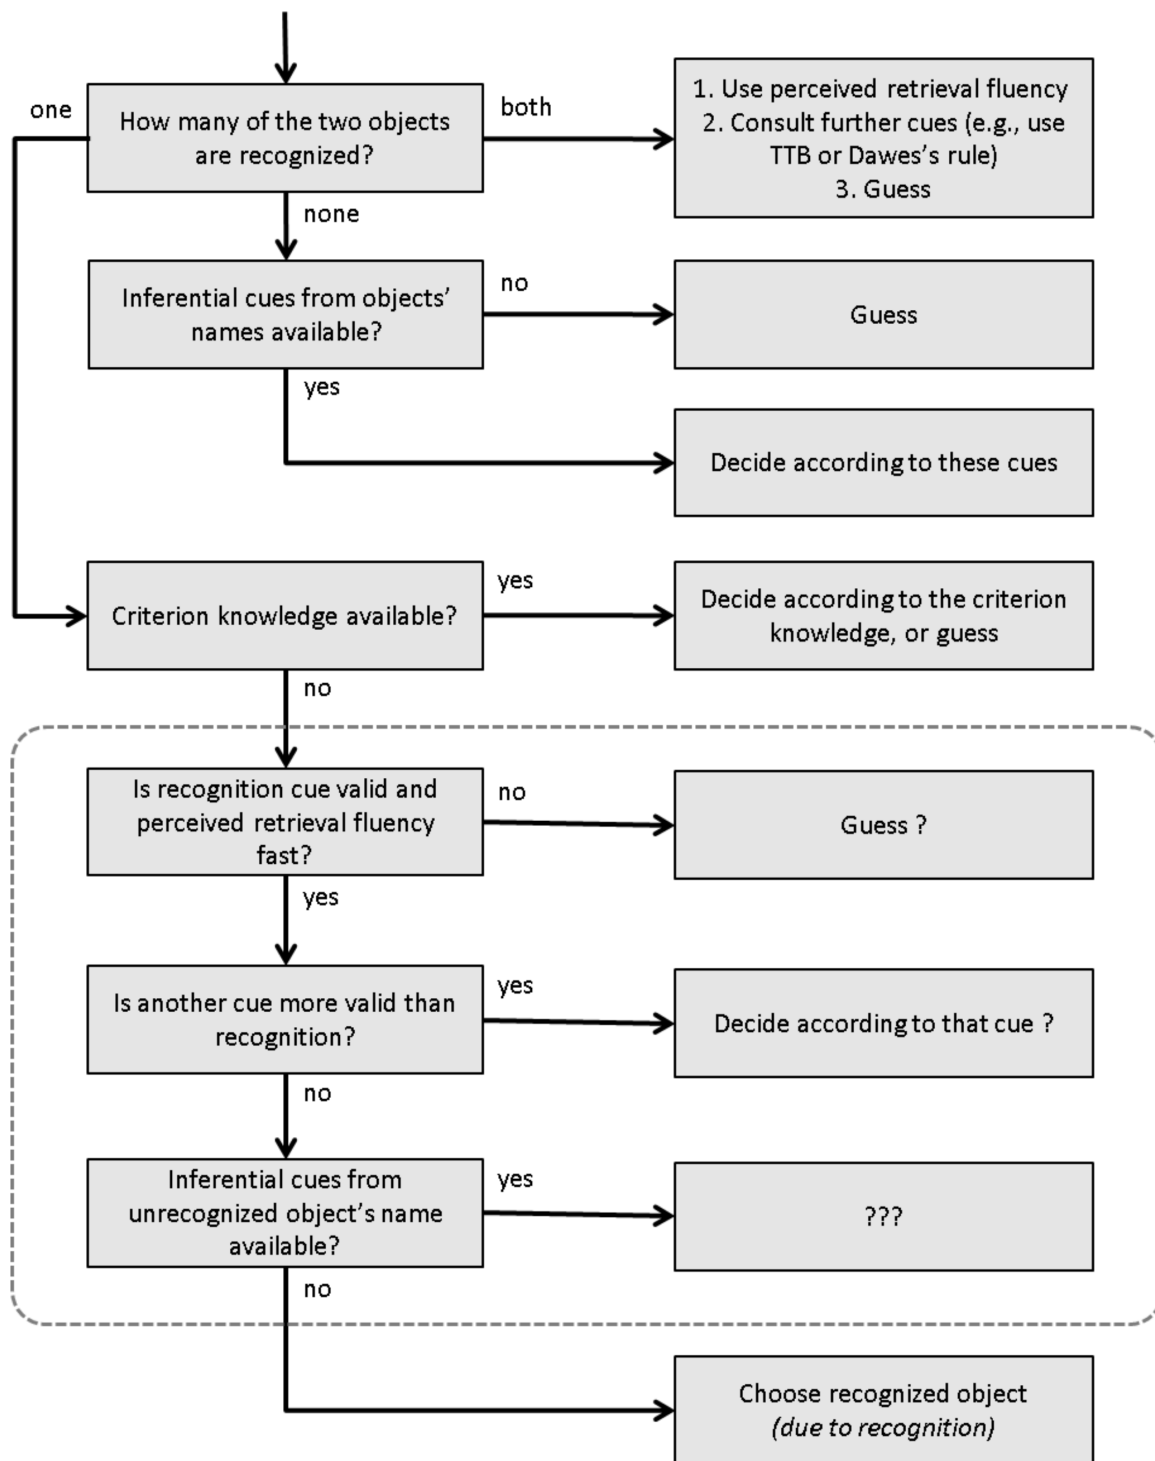 one
How many of the two objects
are recognized?
both
1. Use perceived retrieval fluency
2. Consult further cues (e.g., use
TTB or Dawes's rule)
3. Guess
none
Inferential cues from objects'
names available?
no
Guess
yes
Decide according to these cues
Criterion knowledge available?
yes
Decide according to the criterion
knowledge, or guess
no
Is recognition cue valid and
perceived retrieval fluency
fast?
no
Guess ?
yes
Is another cue more valid than
recognition?
yes
Decide according to that cue ?
no
Inferential cues from
unrecognized object's name
available?
yes
???
no
Choose recognized object
(due to recognition)